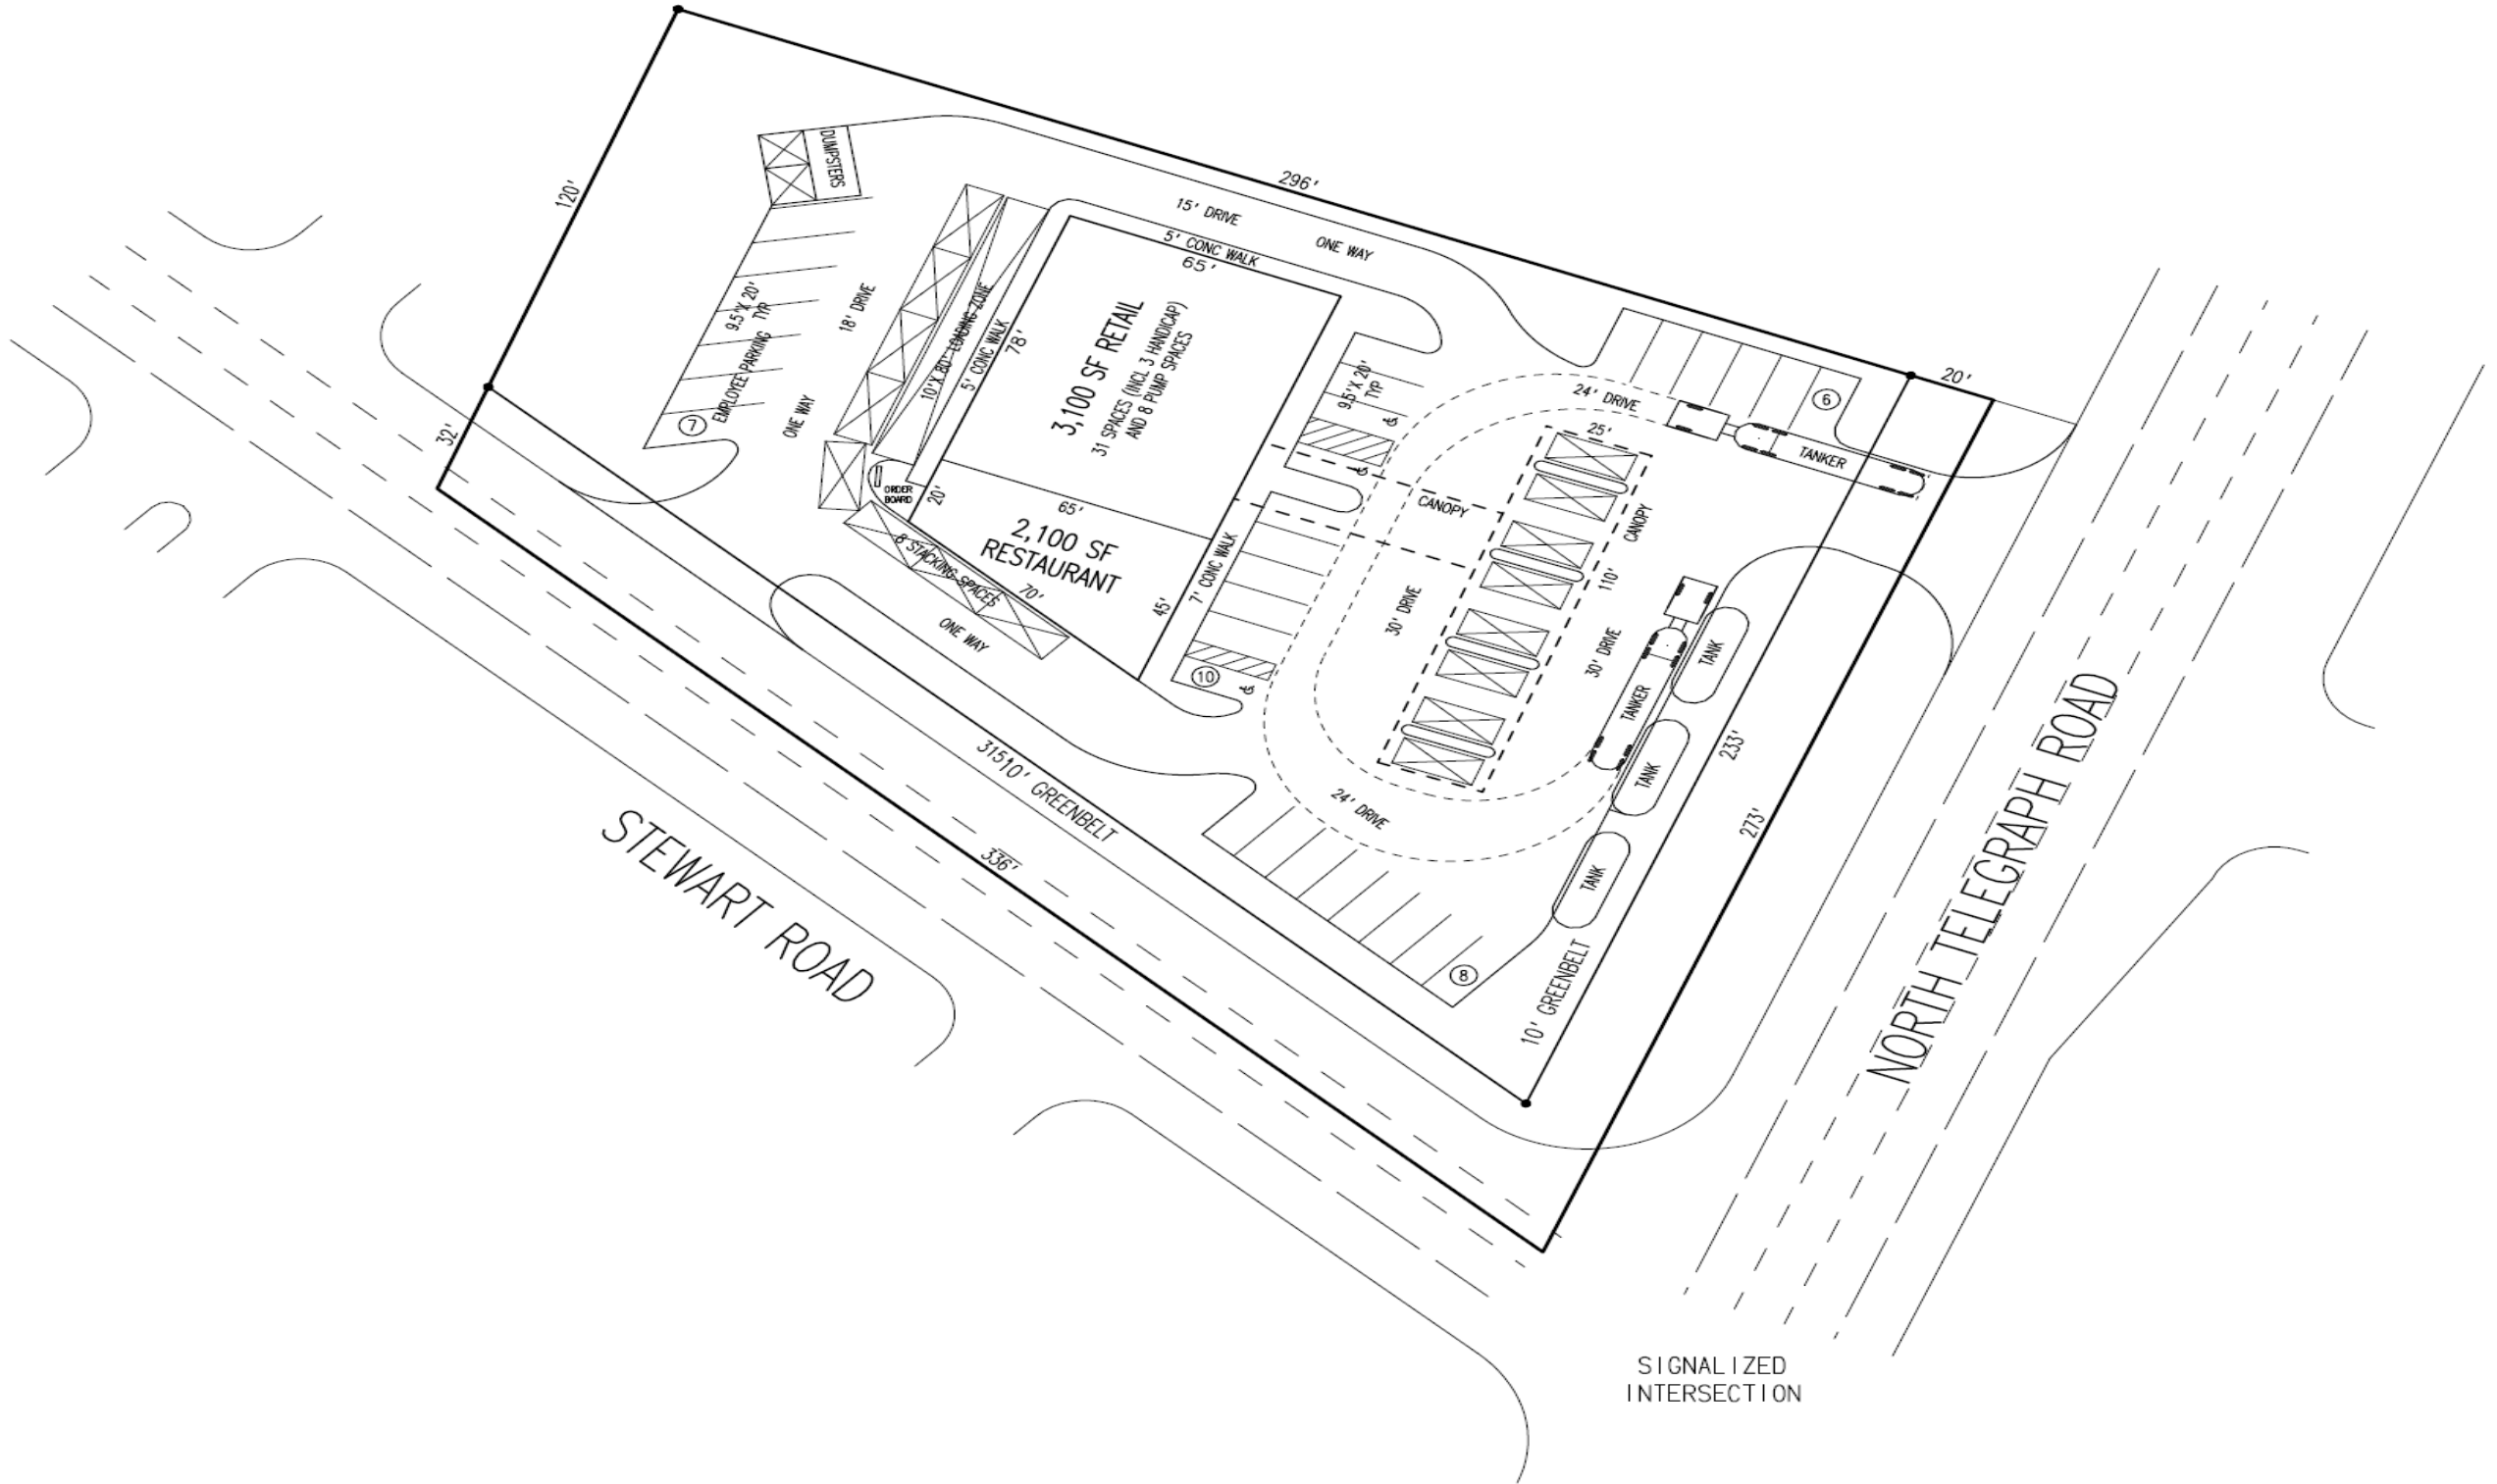 296'
120'
DUMPSTERS
15' DRIVE
ONE WAY
5' CONC WALK
65'
20'
9.5'X 20'
TYP
EMPLOYEE PARKING
7
18' DRIVE
ONE WAY
10'X 80' LOADING ZONE
5' CONC WALK
78'
3,100 SF RETAIL
31 SPACES (INCL 3 HANDICAP)
AND 8 PUMP SPACES
9.5'X 20'
TYP
24' DRIVE
6
25'
TANKER
32'
ORDER
BOARD
20'
65'
2,100 SF
RESTAURANT
8 STACKING SPACES
70'
ONE WAY
45'
7' CONC WALK
10
CANOPY
CANOPY
110'
30' DRIVE
30' DRIVE
TANKER
TANK
TANK
TANK
24' DRIVE
8
233'
273'
10' GREENBELT
31510' GREENBELT
336'
STEWART ROAD
NORTH TELEGRAPH ROAD
SIGNALIZED
INTERSECTION